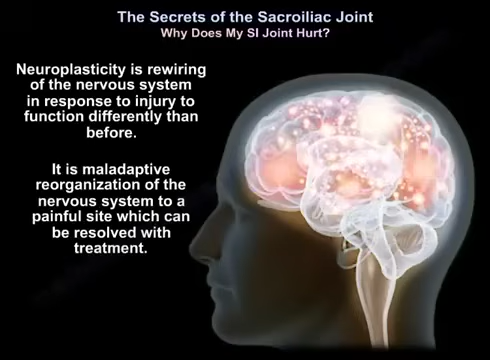 The Secrets of the Sacroiliac Joint
Why Does My SI Joint Hurt?
Neuroplasticity is rewiring
of the nervous system
in response to injury to
function differently than
before.
It is maladaptive
reorganization of the
nervous system to a
painful site which can
be resolved with
treatment.